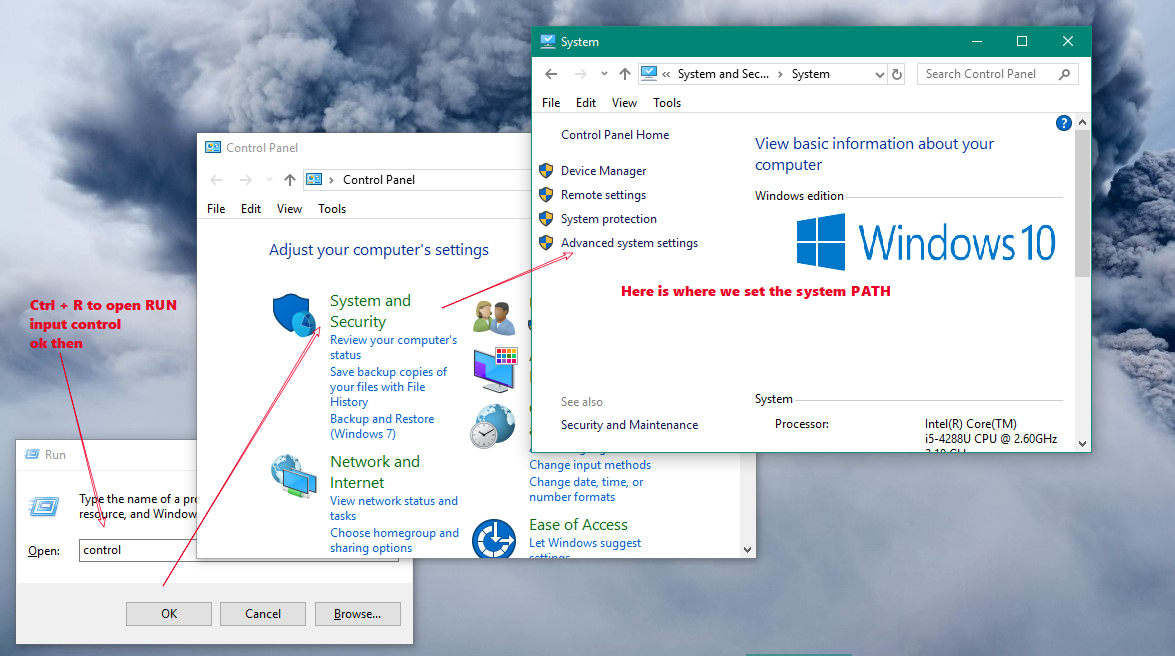 System
System and Sec...
System
Search Control Panel
File Edit View Tools
Control Panel Home
Device Manager
Remote settings
System protection
Advanced system settings
See also
Security and Maintenance
View basic information about your
computer
Windows edition
Windows 10
System
Processor:
Intel(R) Core(TM)
i5-4288U CPU @ 2.60GHz
Here is where we set the system PATH
Control Panel
Control Panel
File Edit View Tools
Adjust your computer's settings
System and
Security
Review your computer's
status
Save backup copies of
your files with File
History
Backup and Restore
(Windows 7)
Network and
Internet
View network status and
tasks
Choose homegroup and
sharing options
Change input methods
Change date, time, or
number formats
Ease of Access
Let Windows suggest
settings
Ctrl + R to open RUN
input control
ok then
Run
Type the name of a
resource, and Window
Open:
control
OK
Cancel
Browse...